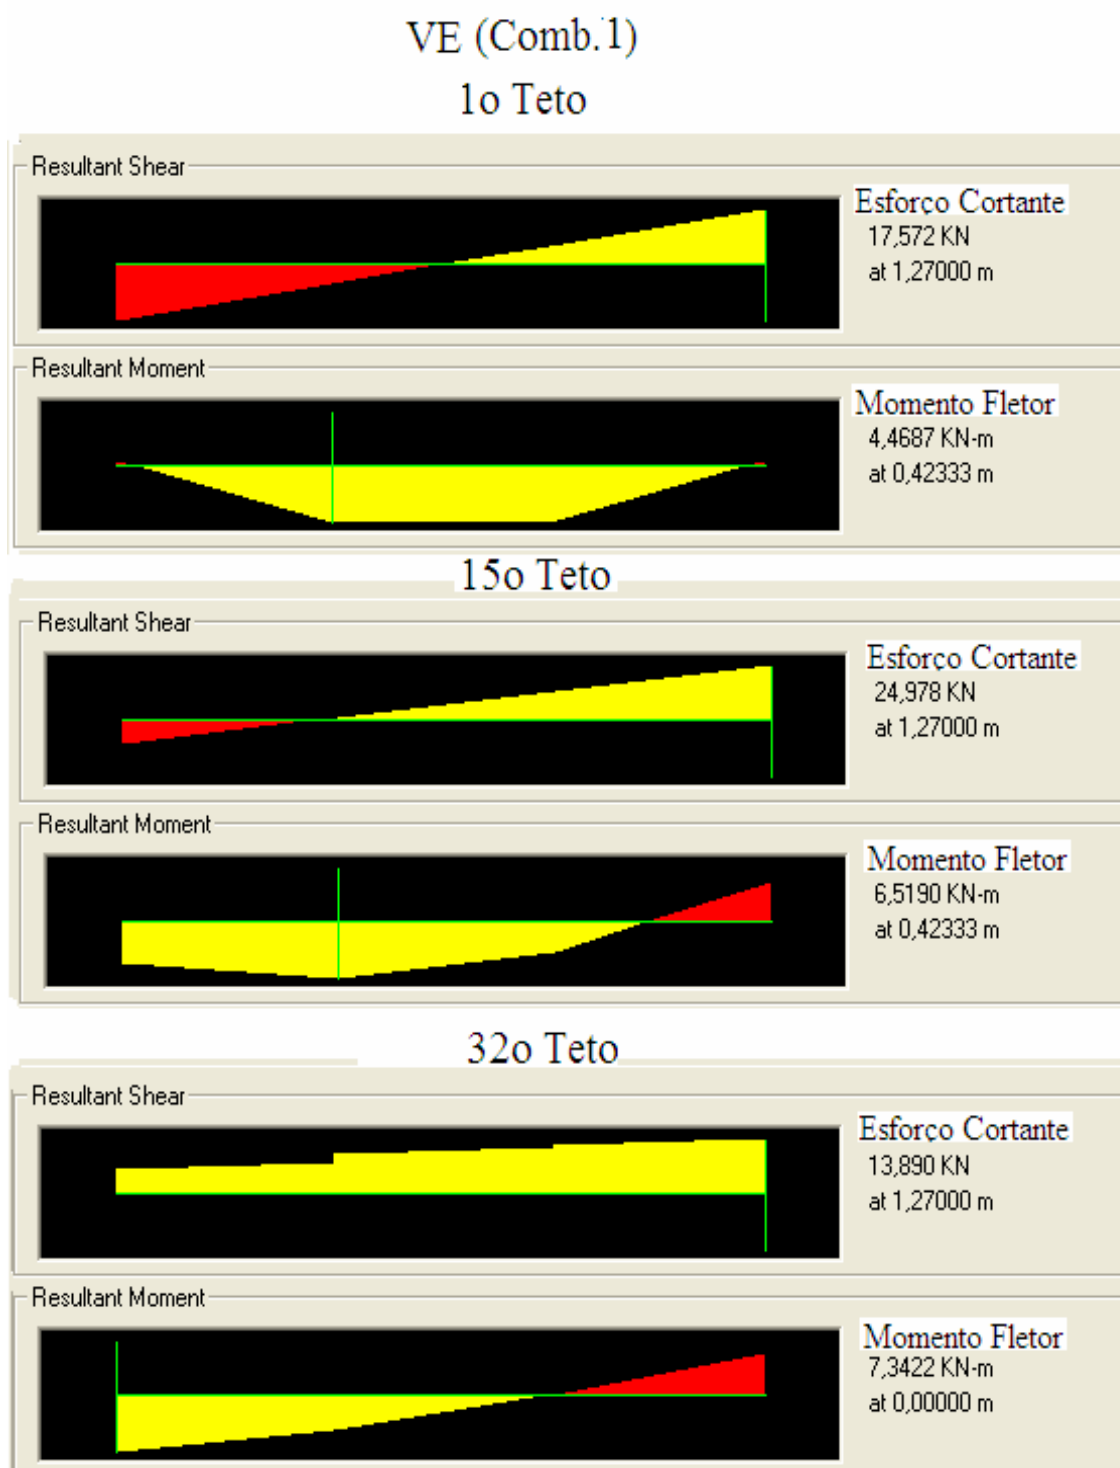 VE (Comb.1)
1o Teto
Resultant Shear
Esforço Cortante
17,572 KN
at 1,27000 m
Resultant Moment
Momento Fletor
4,4687 KN-m
at 0,42333 m
15o Teto
Resultant Shear
Esforço Cortante
24,978 KN
at 1,27000 m
Resultant Moment
Momento Fletor
6,5190 KN-m
at 0,42333 m
32o Teto
Resultant Shear
Esforço Cortante
13,890 KN
at 1,27000 m
Resultant Moment
Momento Fletor
7,3422 KN-m
at 0,00000 m